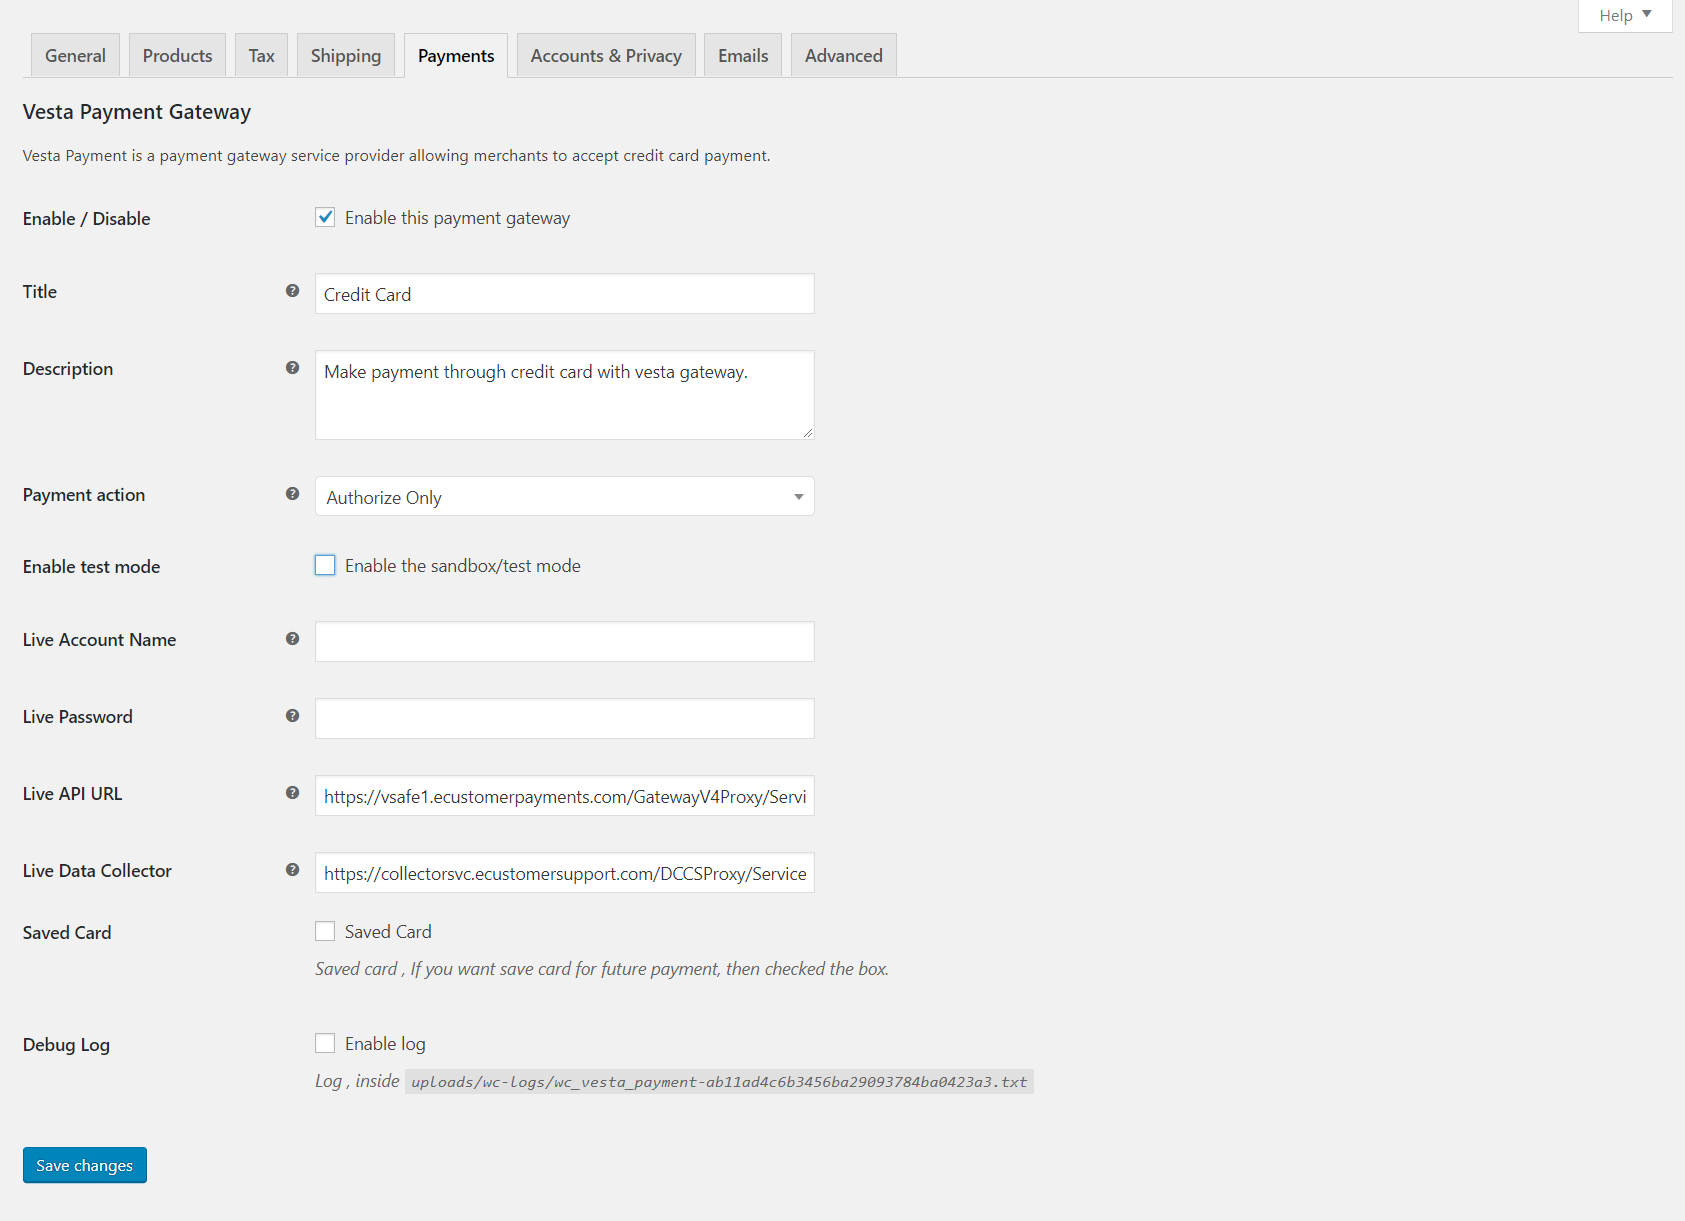 Help
General
Products
Tax
Shipping
Payments
Accounts & Privacy
Emails
Advanced
Vesta Payment Gateway
Vesta Payment is a payment gateway service provider allowing merchants to accept credit card payment.
Enable / Disable
Enable this payment gateway
Title
Credit Card
Description
Make payment through credit card with vesta gateway.
Payment action
Authorize Only
Enable test mode
Enable the sandbox/test mode
Live Account Name
Live Password
Live API URL
https://vsafe1.ecustomerpayments.com/GatewayV4Proxy/Servi
Live Data Collector
https://collectorsvc.ecustomersupport.com/DCCSProxy/Service
Saved Card
Saved Card
Saved card , If you want save card for future payment, then checked the box.
Debug Log
Enable log
Log , inside uploads/wc-logs/wc_vesta_payment-ab11ad4c6b3456ba29093784ba0423a3.txt
Save changes